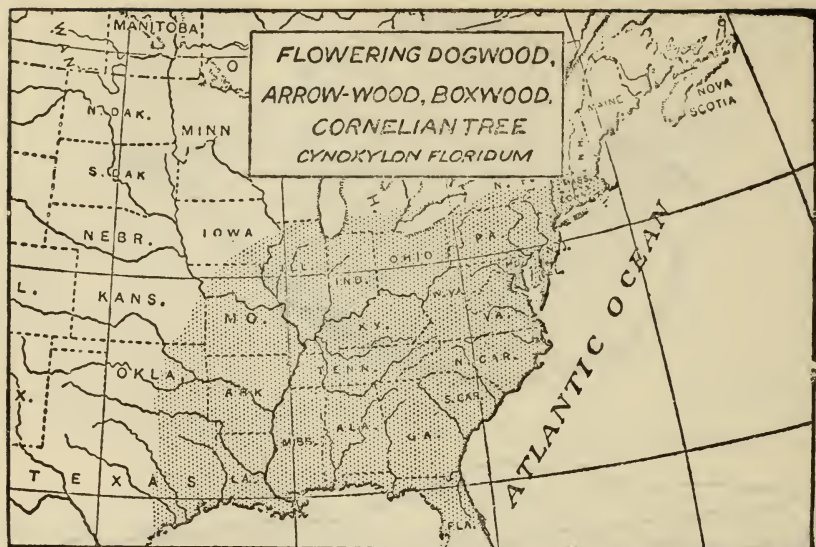 MANITOBA
FLOWERING DOGWOOD,
ARROW-WOOD, BOXWOOD,
CORNELIAN TREE
CYNOXYLON FLORIDUM
O
MAINE
NOVA
SCOTIA
N. DAK.
MINN
N.H.
S. DAK
MASS.
CONN.
N.
NEBR.
IOWA
PA.
ILL.
IND.
OHIO
L.
KANS.
MO.
W.VA.
VA.
KY.
TENN.
N. CAR.
OKLA.
ARK
S. CAR.
X.
MISS.
ALA.
GA.
TEXAS
LA.
FLA.
ATLANTIC OCEAN